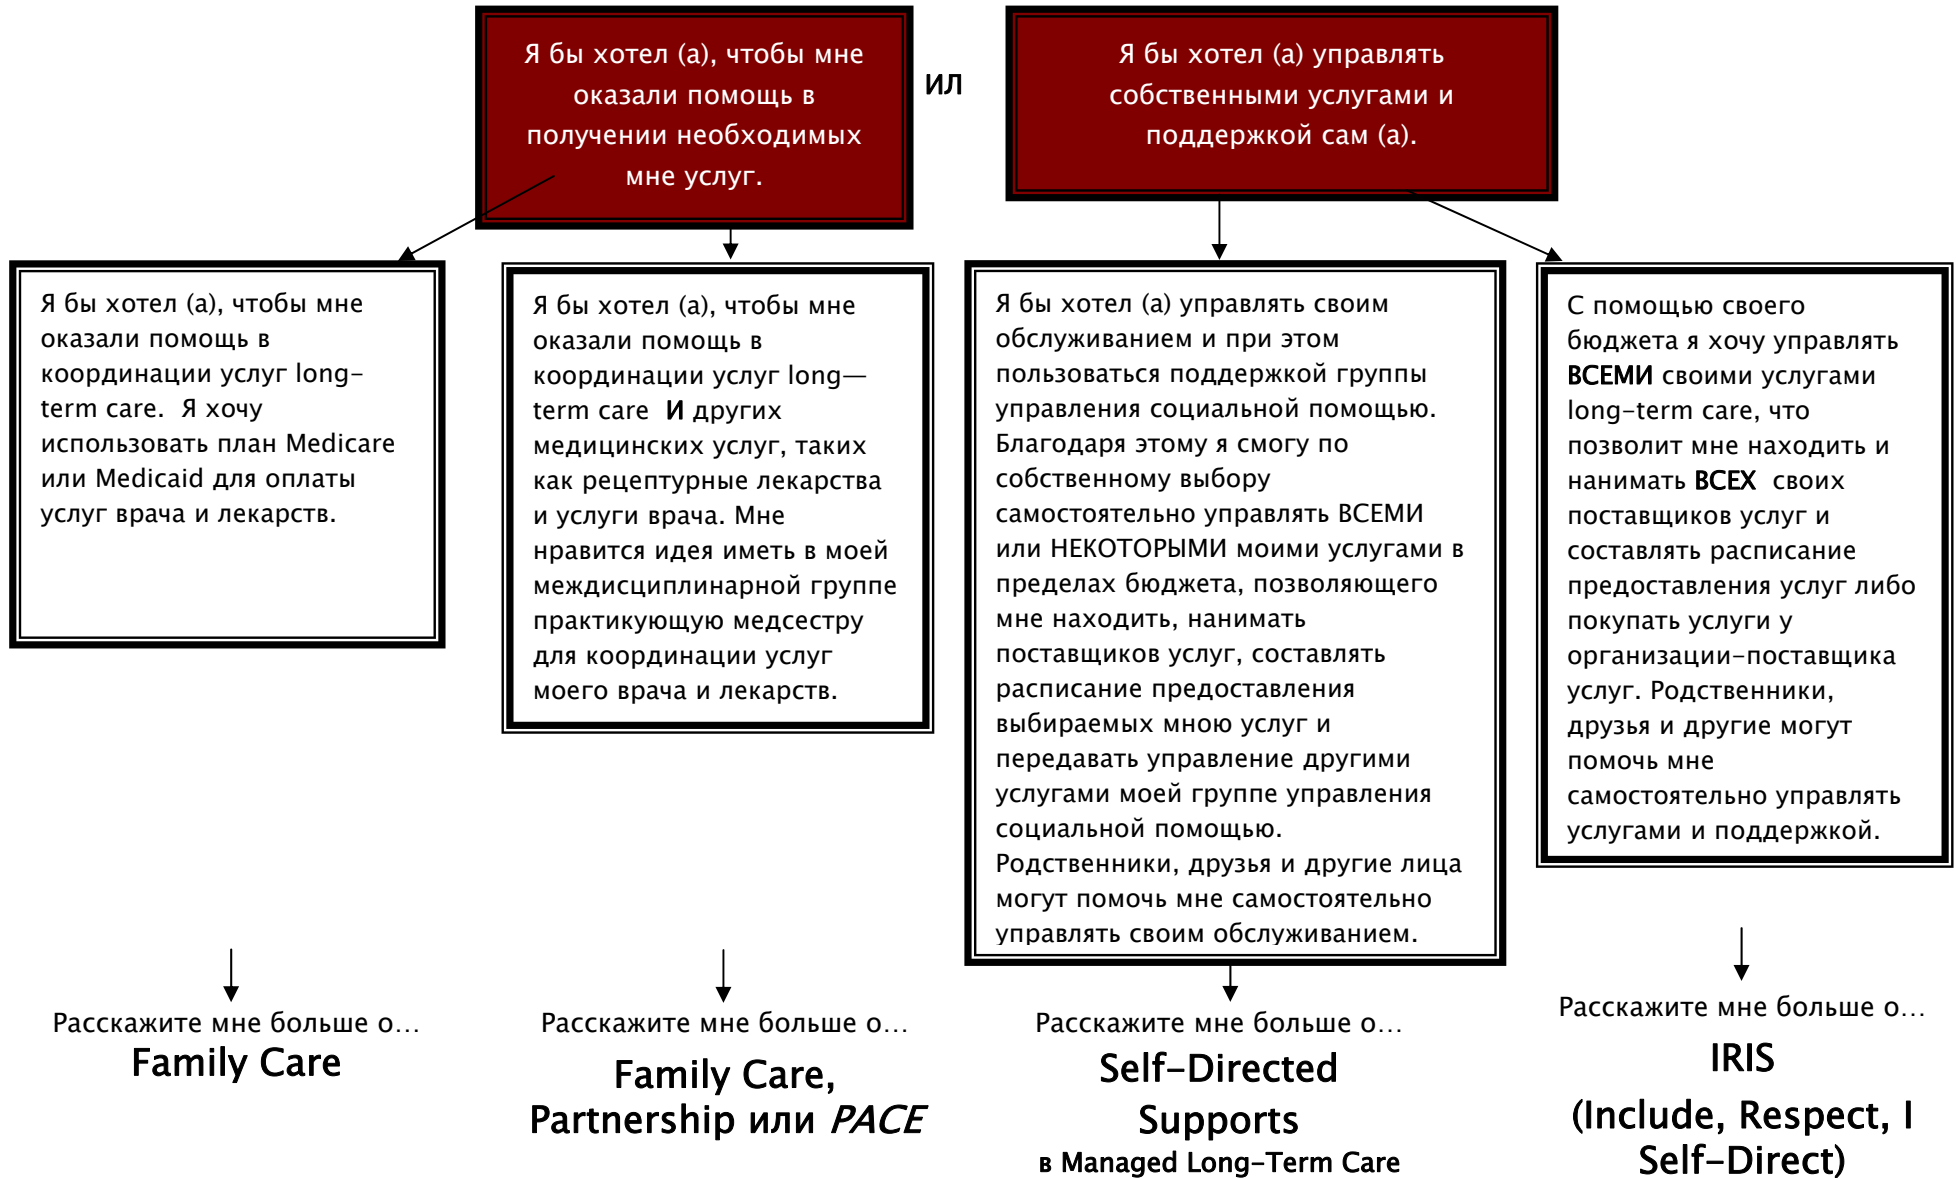 Я бы хотел (а), чтобы мне
оказали помощь в
получении необходимых
мне услуг.
ИЛ
Я бы хотел (а) управлять
собственными услугами и
поддержкой сам (а).
Я бы хотел (а), чтобы мне
оказали помощь в
координации услуг long-
term care.  Я хочу
использовать план Medicare
или Medicaid для оплаты
услуг врача и лекарств.
Я бы хотел (а), чтобы мне
оказали помощь в
координации услуг long—
term care  И других
медицинских услуг, таких
как рецептурные лекарства
и услуги врача. Мне
нравится идея иметь в моей
междисциплинарной группе
практикующую медсестру
для координации услуг
моего врача и лекарств.
Я бы хотел (а) управлять своим
обслуживанием и при этом
пользоваться поддержкой группы
управления социальной помощью.
Благодаря этому я смогу по
собственному выбору
самостоятельно управлять ВСЕМИ
или НЕКОТОРЫМИ моими услугами в
пределах бюджета, позволяющего
мне находить, нанимать
поставщиков услуг, составлять
расписание предоставления
выбираемых мною услуг и
передавать управление другими
услугами моей группе управления
социальной помощью.
Родственники, друзья и другие лица
могут помочь мне самостоятельно
управлять своим обслуживанием.
С помощью своего
бюджета я хочу управлять
ВСЕМИ своими услугами
long-term care, что
позволит мне находить и
нанимать ВСЕХ  своих
поставщиков услуг и
составлять расписание
предоставления услуг либо
покупать услуги у
организации-поставщика
услуг. Родственники,
друзья и другие могут
помочь мне
самостоятельно управлять
услугами и поддержкой.
Расскажите мне больше о...
Family Care
Расскажите мне больше о...
Family Care,
Partnership или PACE
Расскажите мне больше о...
Self-Directed
Supports
в Managed Long-Term Care
Расскажите мне больше о...
IRIS
(Include, Respect, I
Self-Direct)